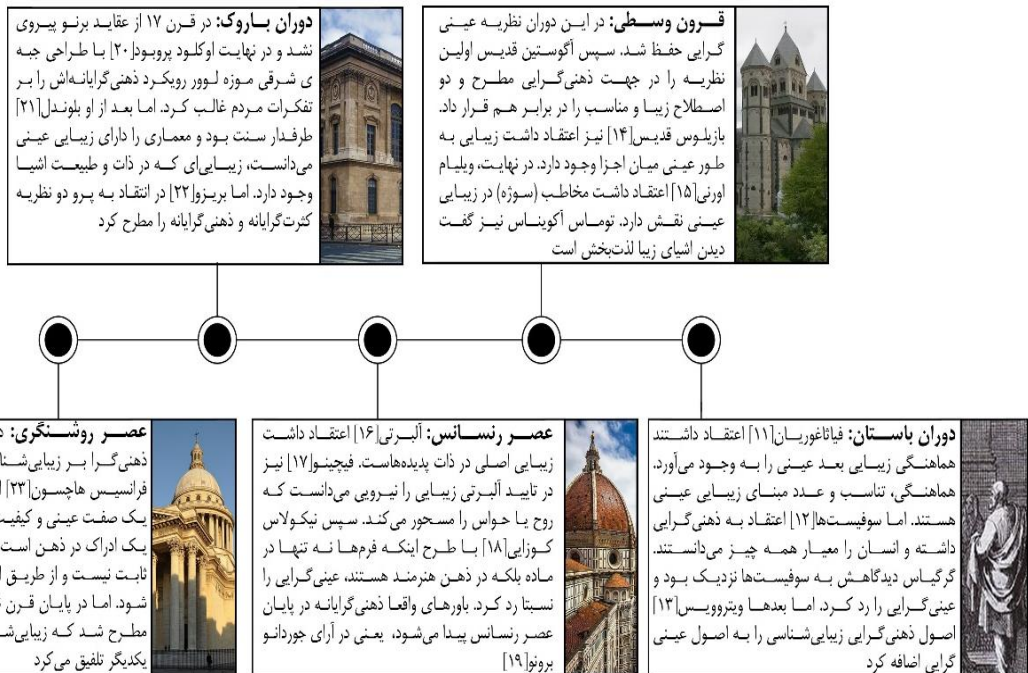 دوران باستان: فیثاغوریان[۱۱] اعتقاد داشتند
هماهنگی زیبایی بعد عینی را به وجود می‌آورد.
هماهنگی، تناسب و عدد مبنای زیبایی عینی
هستند. اما سوفیست‌ها[۱۲] اعتقاد به ذهنی‌گرایی
داشته و انسان را معیار همه چیز می‌دانستند.
گرگیاس دیدگاهش به سوفیست‌ها نزدیک بود و
عینی‌گرایی را رد کرد. اما بعدها ویتروویس[۱۳]
اصول ذهنی‌گرایی زیبایی‌شناسی را به اصول عینی
گرایی اضافه کرد
قرون وسطی: در این دوران نظریه عینی
گرایی حفظ شد. سپس آگوستین قدیس اولین
نظریه را در جهت ذهنی‌گرایی مطرح و دو
اصطلاح زیبا و مناسب را در برابر هم قرار داد.
بازیلوس قدیس[۱۴] نیز اعتقاد داشت زیبایی به
طور عینی میان اجزا وجود دارد. در نهایت، ویلیام
اورنی[۱۵] اعتقاد داشت مخاطب (سوژه) در زیبایی
عینی نقش دارد. توماس آکویناس نیز گفت
دیدن اشیای زیبا لذت‌بخش است
عصر رنسانس: آلبرتی[۱۶] اعتقاد داشت
زیبایی اصلی در ذات پدیده‌هاست. فیچینو[۱۷] نیز
در تایید آلبرتی زیبایی را نیرویی می‌دانست که
روح یا حواس را مسحور می‌کند. سپس نیکولاس
کوزایی[۱۸] با طرح اینکه فرم‌ها نه تنها در
ماده بلکه در ذهن هنرمند هستند، عینی‌گرایی را
نسبتا رد کرد. باورهای واقعا ذهنی‌گرایانه در پایان
عصر رنسانس پیدا می‌شود، یعنی در آرای جوردانو
برونو[۱۹]
دوران باروک: در قرن ۱۷ از عقاید برنو پیروی
نشد و در نهایت اوکلود پروبود[۲۰] با طراحی جبه
ی شرقی موزه لوور رویکرد ذهنی‌گرایانه‌اش را بر
تفکرات مردم غالب کرد. اما بعد از او بلوندل[۲۱]
طرفدار سنت بود و معماری را دارای زیبایی عینی
می‌دانست، زیبایی‌ای که در ذات و طبیعت اشیا
وجود دارد. اما بریزو[۲۲] در انتقاد به پرو دو نظریه
کثرت‌گرایانه و ذهنی‌گرایانه را مطرح کرد
عصر روشنگری:
ذهنی‌گرا بر
فرانسیس هاچسون[۲۳]
یک صفت عینی و
یک ادراک در ذهن است
ثابت نیست و از طریق
شود. اما در پایان قرن
مطرح شد که
یکدیگر تلفیق می‌کرد